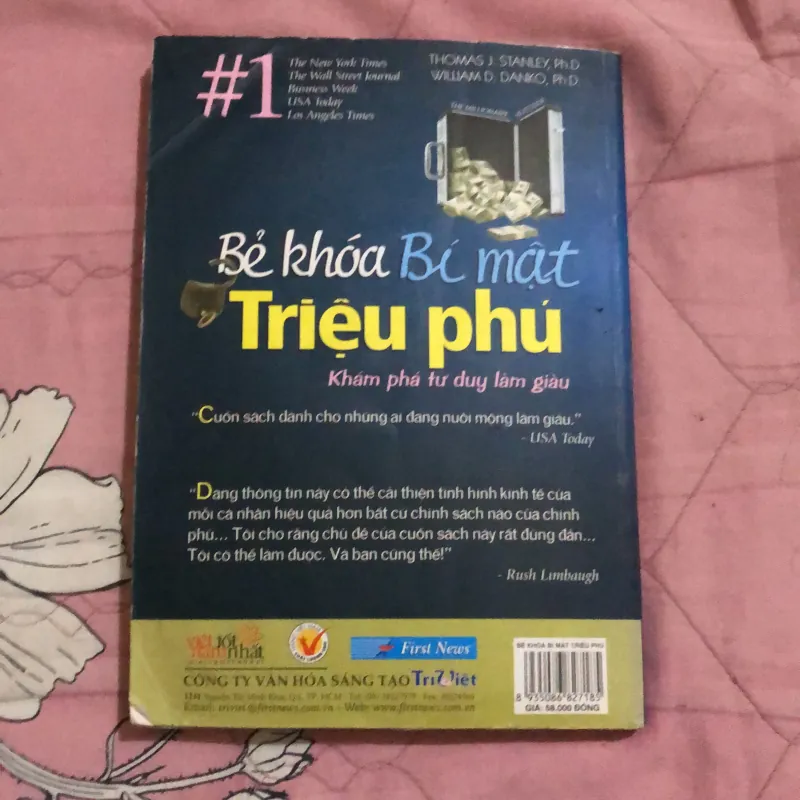 #1
The New York Times
The Wall Street Journal
Business Week
USA Today
Los Angeles Times
THOMAS J. STANLEY, Ph.D.
WILLIAM D. DANKO, Ph.D.
THE MILLIONAIRE
Bẻ khóa Bí mật
Triệu phú
Khám phá tư duy làm giàu
"Cuốn sách dành cho những ai đang nuôi mộng làm giàu."
- USA Today
"Dạng thông tin này có thể cải thiện tình hình kinh tế của
mỗi cá nhân hiệu quả hơn bất cứ chính sách nào của chính
phủ... Tôi cho rằng chủ đề của cuốn sách này rất đúng đắn...
Tôi có thể làm được. Và bạn cũng thế!"
- Rush Limbaugh
First News
CÔNG TY VĂN HÓA SÁNG TẠO Trí Việt
BẺ KHÓA BÍ MẬT TRIỆU PHÚ
8 935086 827185
GIÁ: 58.000 ĐỒNG